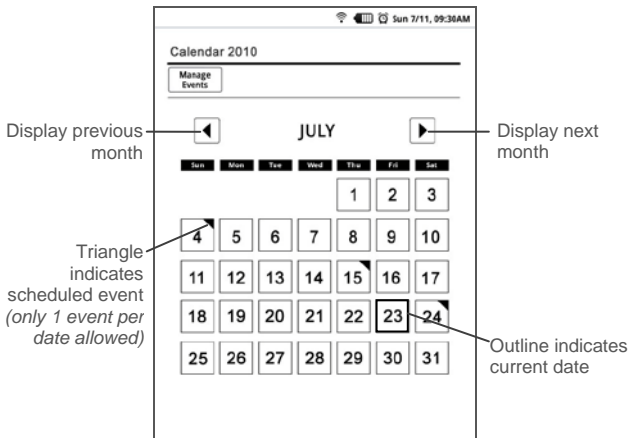 Sun 7/11, 09:30AM
Calendar 2010
Manage
Events
Display previous
month
JULY
Display next
month
Sun Mon Tue Wed Thu Fri Sat
1 2 3
4 5 6 7 8 9 10
Triangle
indicates
scheduled event
(only 1 event per
date allowed)
11 12 13 14 15 16 17
18 19 20 21 22 23 24
Outline indicates
current date
25 26 27 28 29 30 31